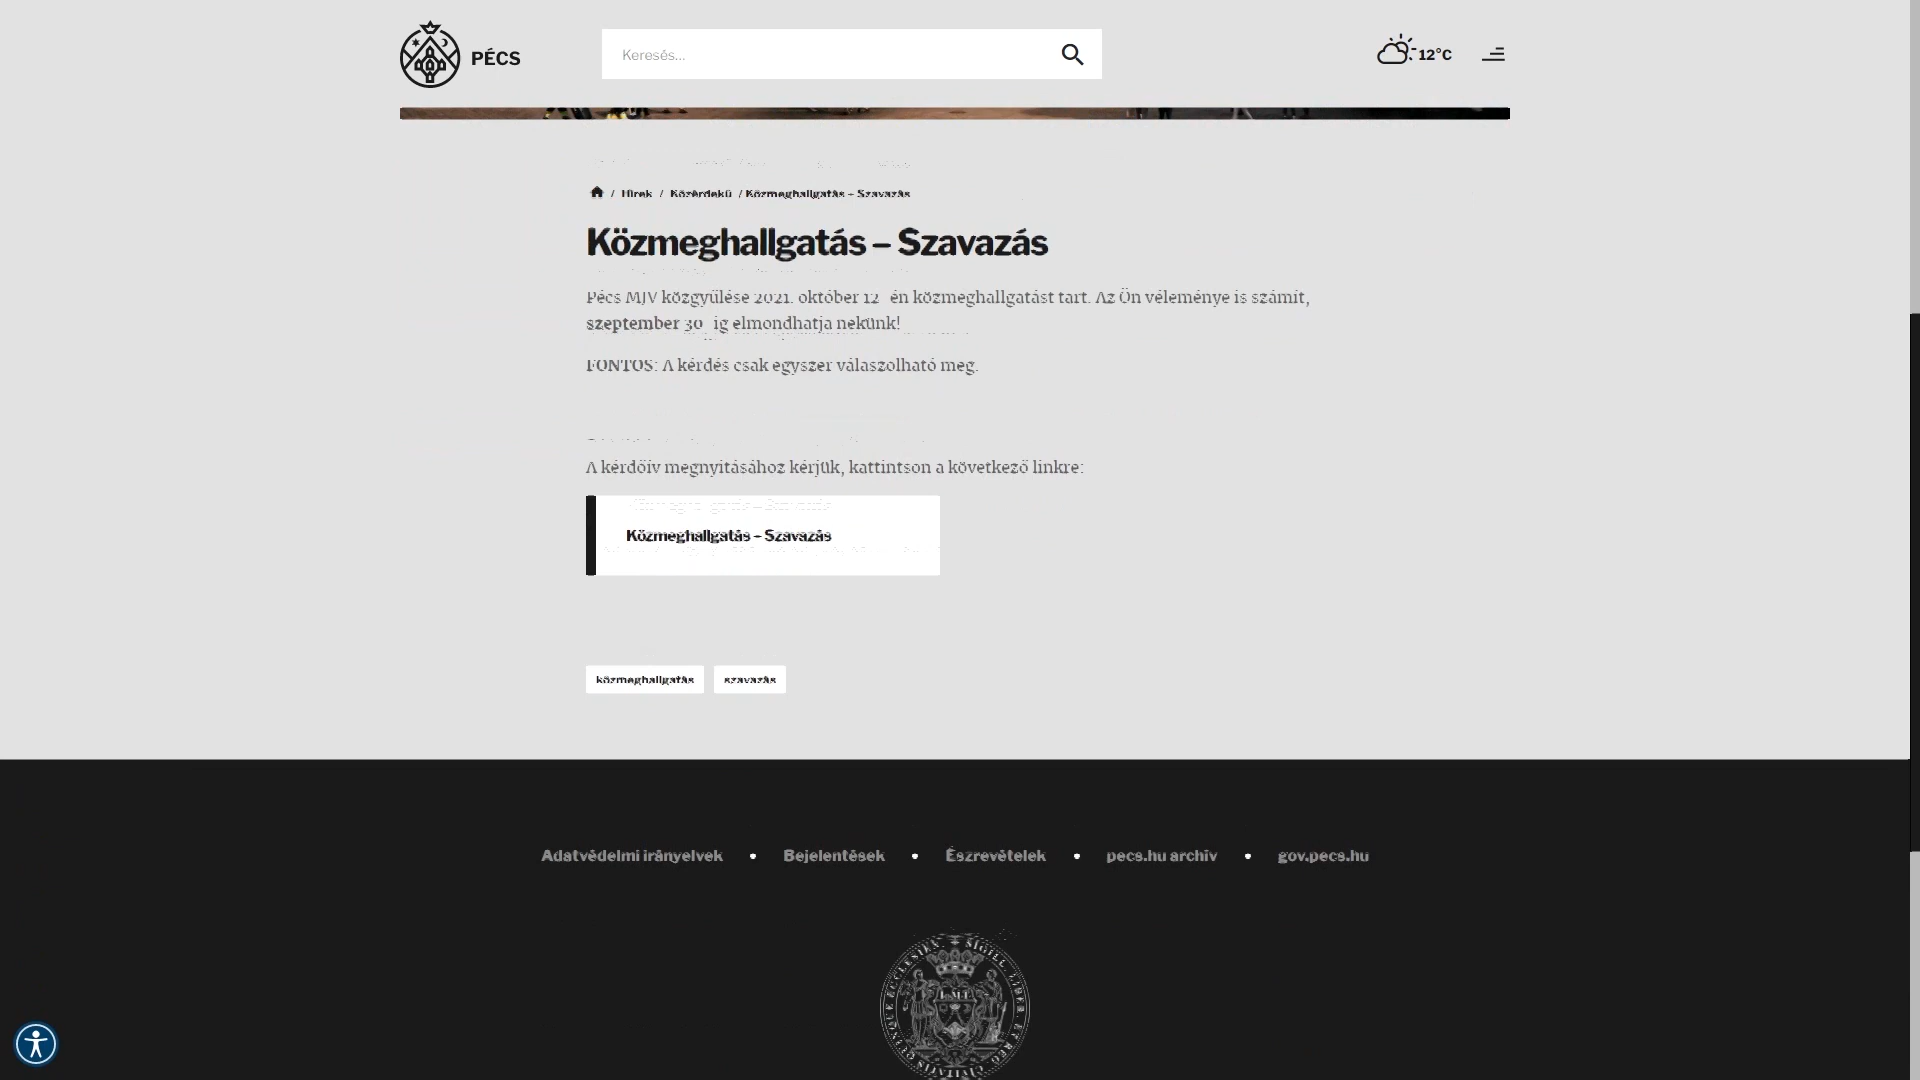 PÉCS
Keresés...
12°C
/ Hírek / Közérdekű / Közmeghallgatás – Szavazás
Közmeghallgatás – Szavazás
Pécs MJV közgyűlése 2021. október 12-én közmeghallgatást tart. Az Ön véleménye is számít,
szeptember 30-ig elmondhatja nekünk!
FONTOS: A kérdés csak egyszer válaszolható meg.
A kérdőív megnyitásához kérjük, kattintson a következő linkre:
Közmeghallgatás – Szavazás
közmeghallgatás szavazás
Adatvédelmi irányelvek • Bejelentések • Észrevételek • pecs.hu archív • gov.pecs.hu